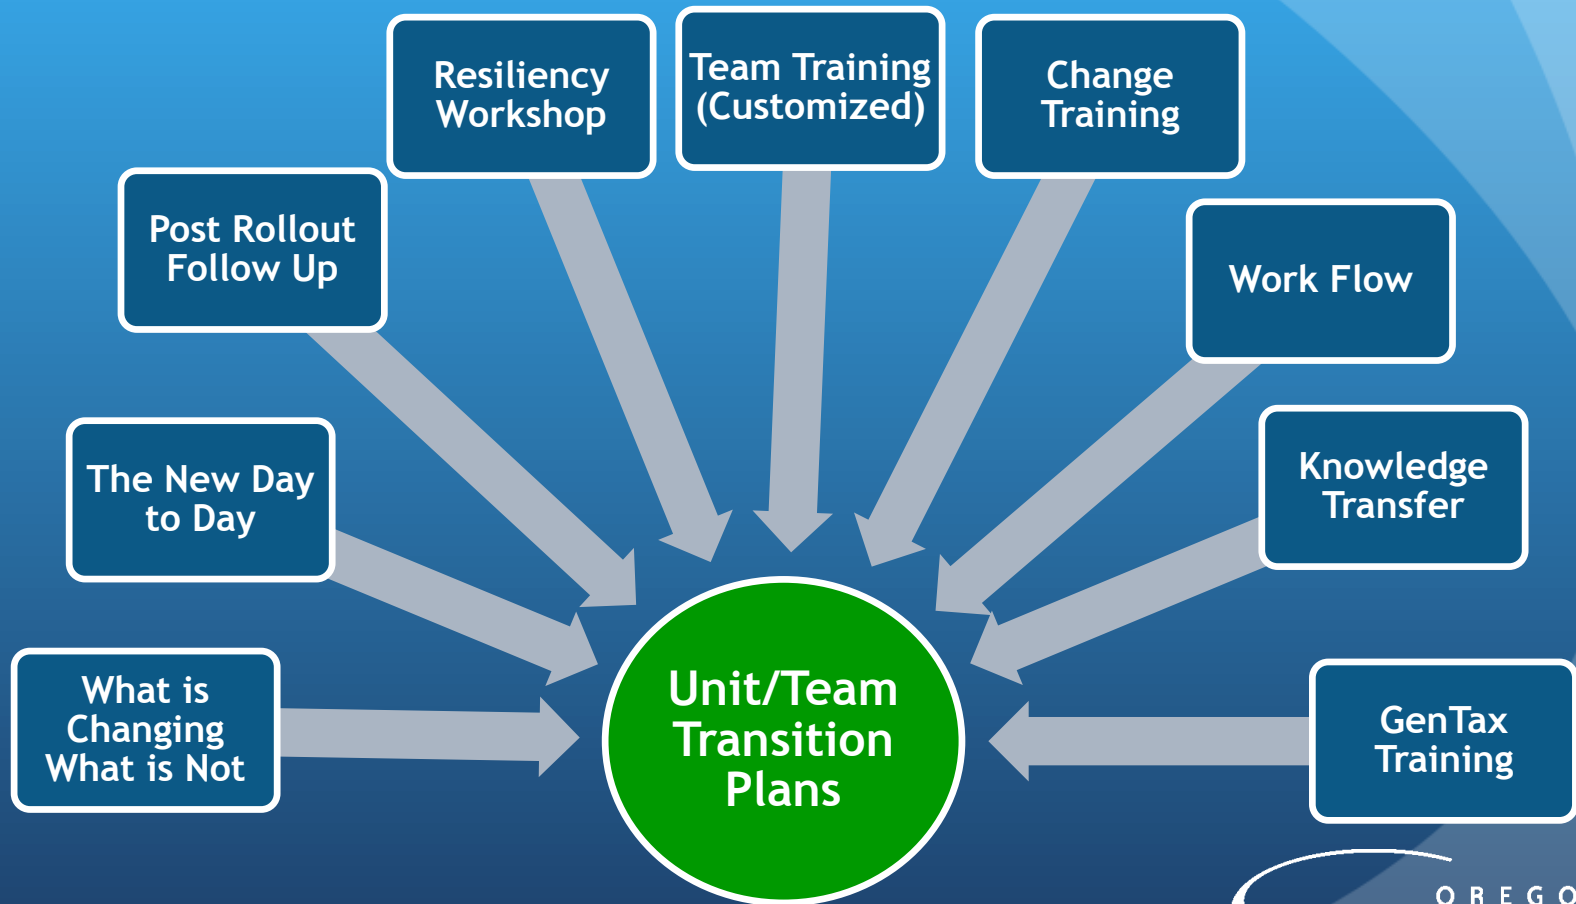 Resiliency
Workshop
Team Training
(Customized)
Change
Training
Post Rollout
Follow Up
Work Flow
The New Day
to Day
Knowledge
Transfer
What is
Changing
What is Not
Unit/Team
Transition
Plans
GenTax
Training
OREGO